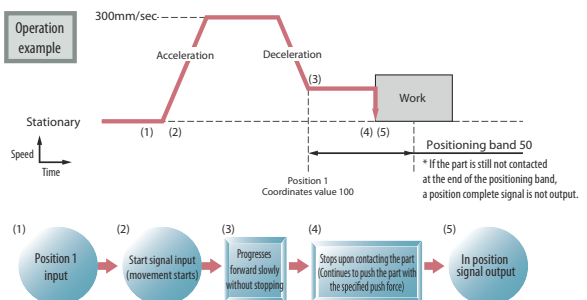 Operation
example
300mm/sec
Acceleration
Deceleration
(3)
Work
Stationary
(1)
(2)
(4)
(5)
Speed
Time
Positioning band 50
* If the part is still not contacted
at the end of the positioning band,
a position complete signal is not output.
Position 1
Coordinates value 100
(1)
Position 1
input
(2)
Start signal input
(movement starts)
(3)
Progresses
forward slowly
without stopping
(4)
Stops upon contacting the part
(Continues to push the part with
the specified push force)
(5)
In position
signal output